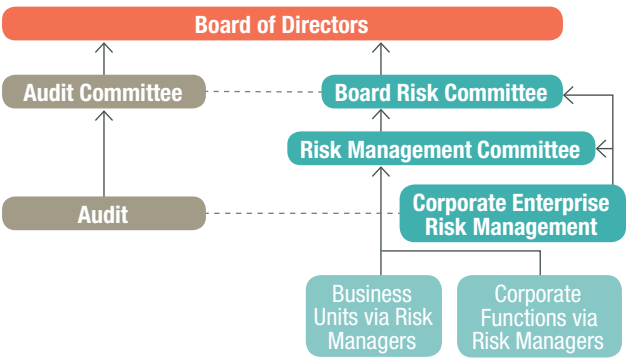 Board of Directors
Audit Committee
Board Risk Committee
Risk Management Committee
Audit
Corporate Enterprise
Risk Management
Business
Units via Risk
Managers
Corporate
Functions via
Risk Managers